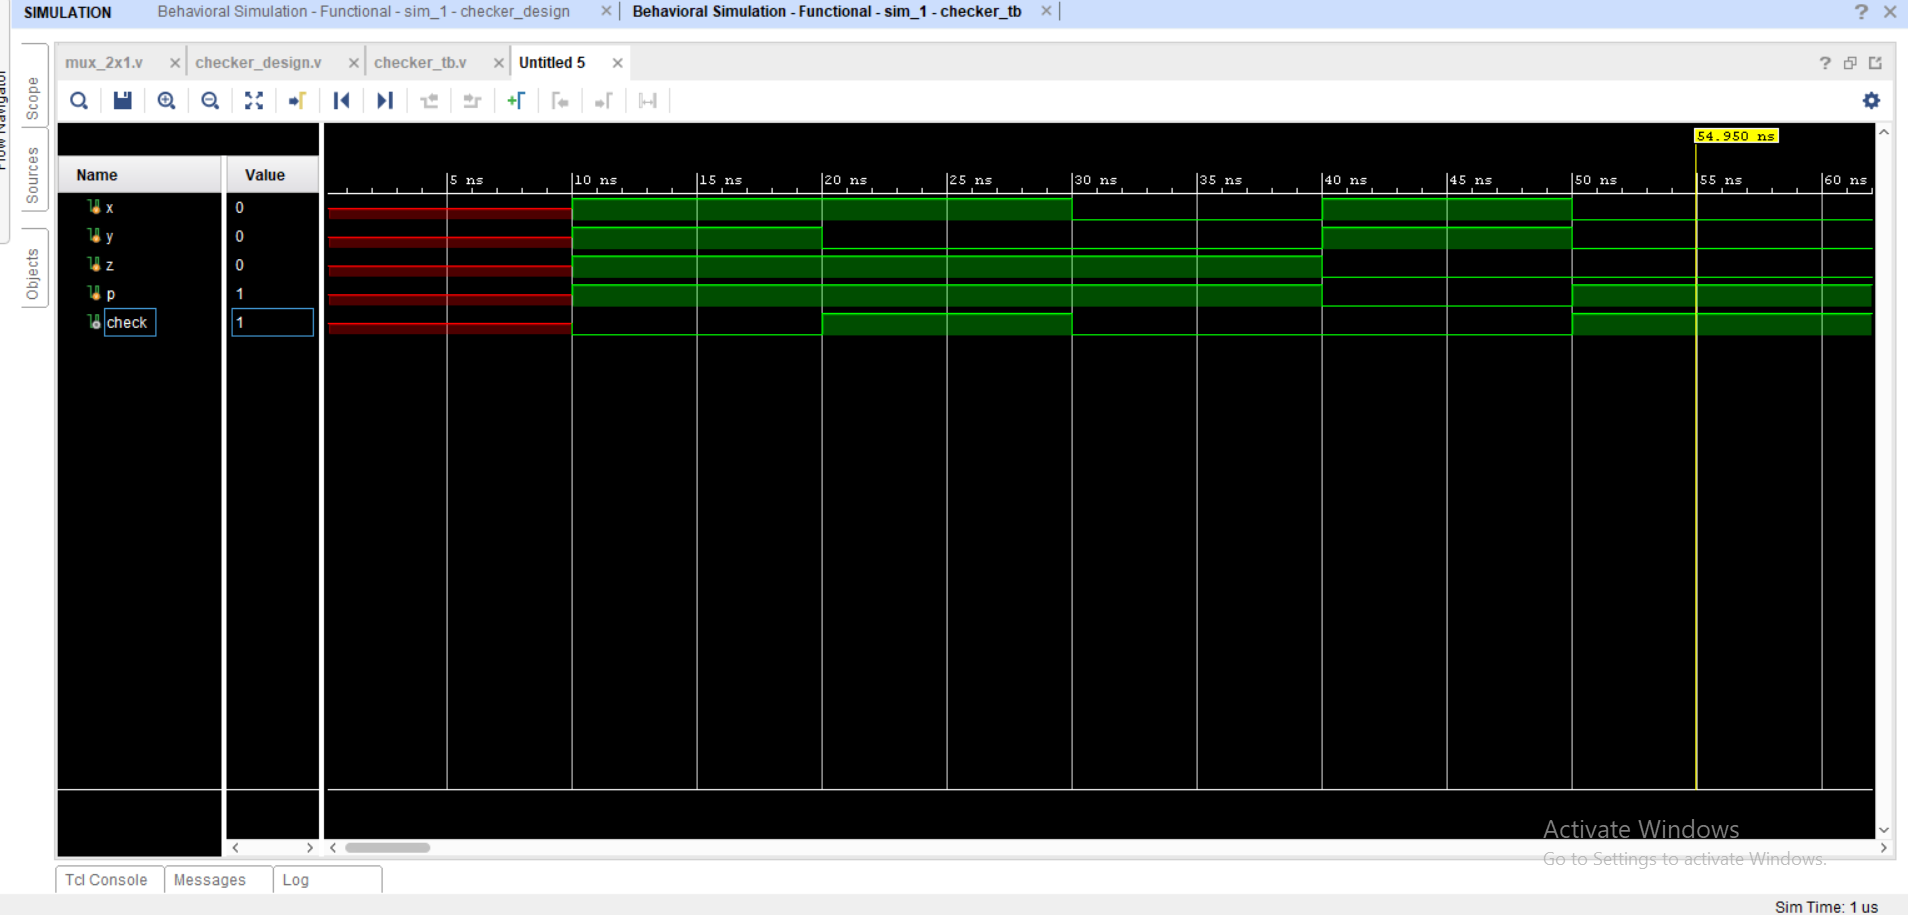 SIMULATION Behavioral Simulation - Functional - sim_1 - checker_design Behavioral Simulation - Functional - sim_1 - checker_tb
mux_2x1.v checker_design.v checker_tb.v Untitled 5
Scope
Sources
Objects
54.950 ns
Name Value
5 ns 10 ns 15 ns 20 ns 25 ns 30 ns 35 ns 40 ns 45 ns 50 ns 55 ns 60 ns
x 0
y 0
z 0
p 1
check 1
Activate Windows
Go to Settings to activate Windows.
Tcl Console Messages Log
Sim Time: 1 us